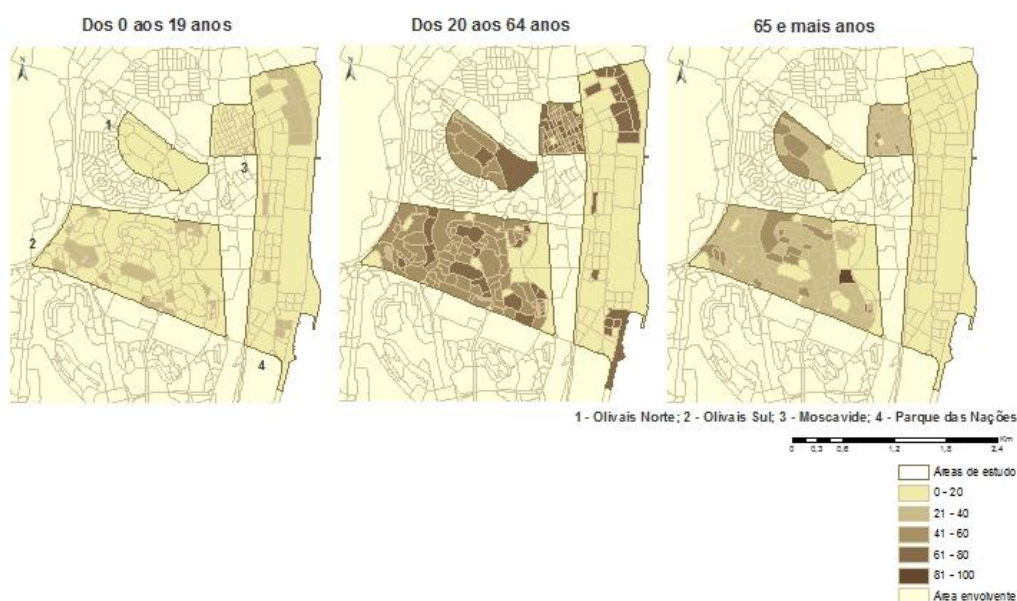 Dos 0 aos 19 anos
Dos 20 aos 64 anos
65 e mais anos
N
N
N
1
2
3
4
1 - Olivais Norte; 2 - Olivais Sul; 3 - Moscavide; 4 - Parque das Nações
Km
0 0,3 0,6 1,2 1,8 2,4
Áreas de estudo
0 - 20
21 - 40
41 - 60
61 - 80
81 - 100
Área envolvente